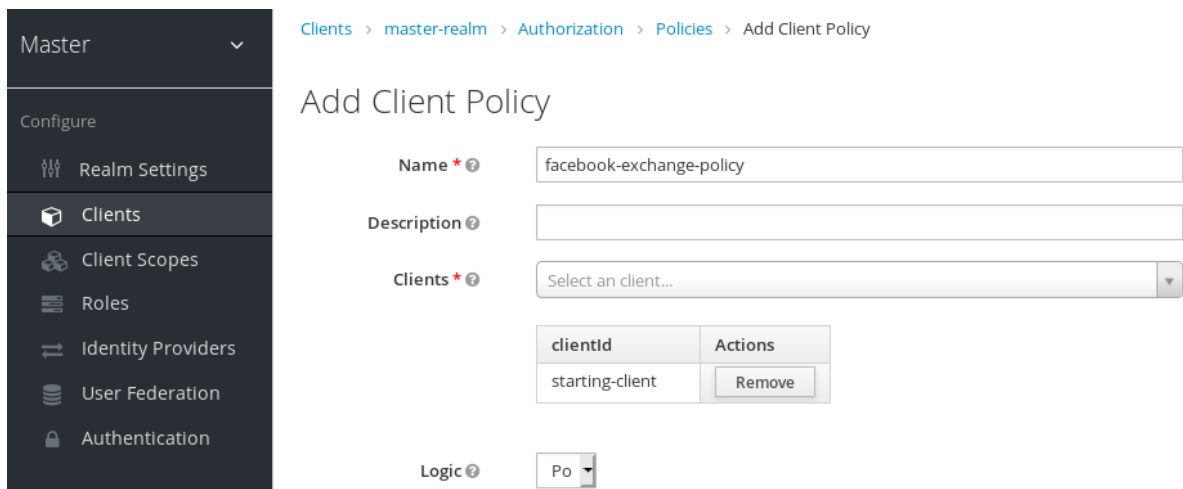 Master
Configure
Realm Settings
Clients
Client Scopes
Roles
Identity Providers
User Federation
Authentication
Clients > master-realm > Authorization > Policies > Add Client Policy
Add Client Policy
Name *
facebook-exchange-policy
Description
Clients *
Select an client...
clientId Actions
starting-client Remove
Logic
Po